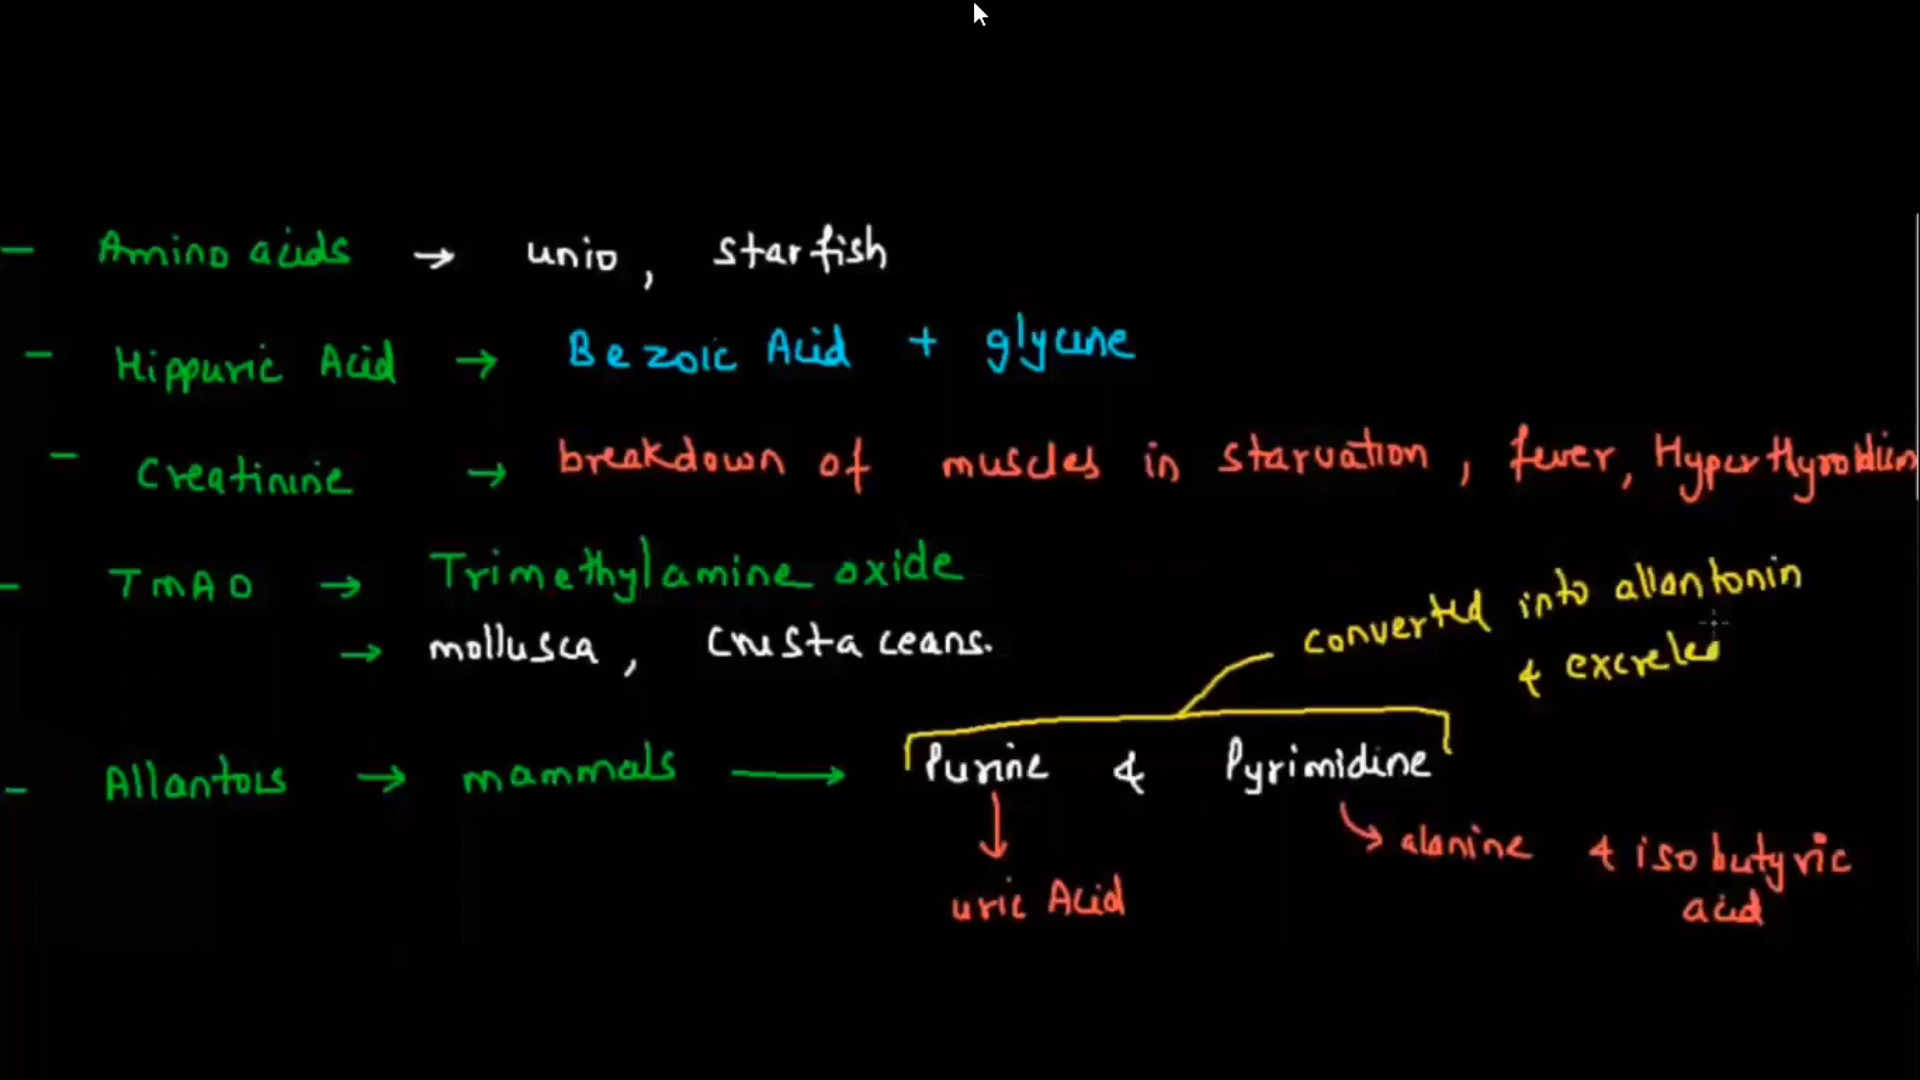 - Amino acids → unio, starfish
- Hippuric Acid → Bezoic Acid + glycine
- Creatinine → breakdown of muscles in starvation, fever,
- TMAO → Trimethylamine oxide
→ mollusca, Crustaceans.
converted into allantonin
& excreted
- Allantois → mammals → Purine & Pyrimidine
→ alanine & isobutyric
acid
uric Acid